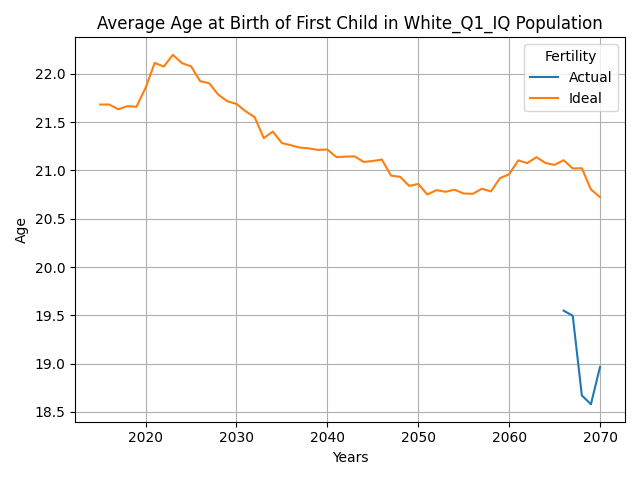 Average Age at Birth of First Child in White_Q1_IQ Population
Fertility
Actual
Ideal
22.0
21.5
21.0
20.5
20.0
19.5
19.0
18.5
Age
2020 2030 2040 2050 2060 2070
Years